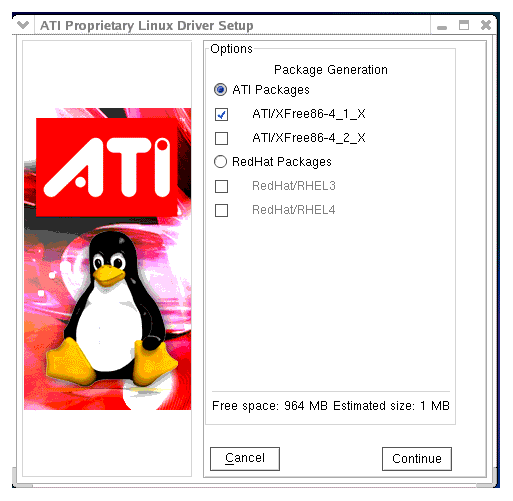 ATI Proprietary Linux Driver Setup
ATI
Options
Package Generation
ATI Packages
ATI/XFree86-4_1_X
ATI/XFree86-4_2_X
RedHat Packages
RedHat/RHEL3
RedHat/RHEL4
Free space: 964 MB Estimated size: 1 MB
Cancel
Continue